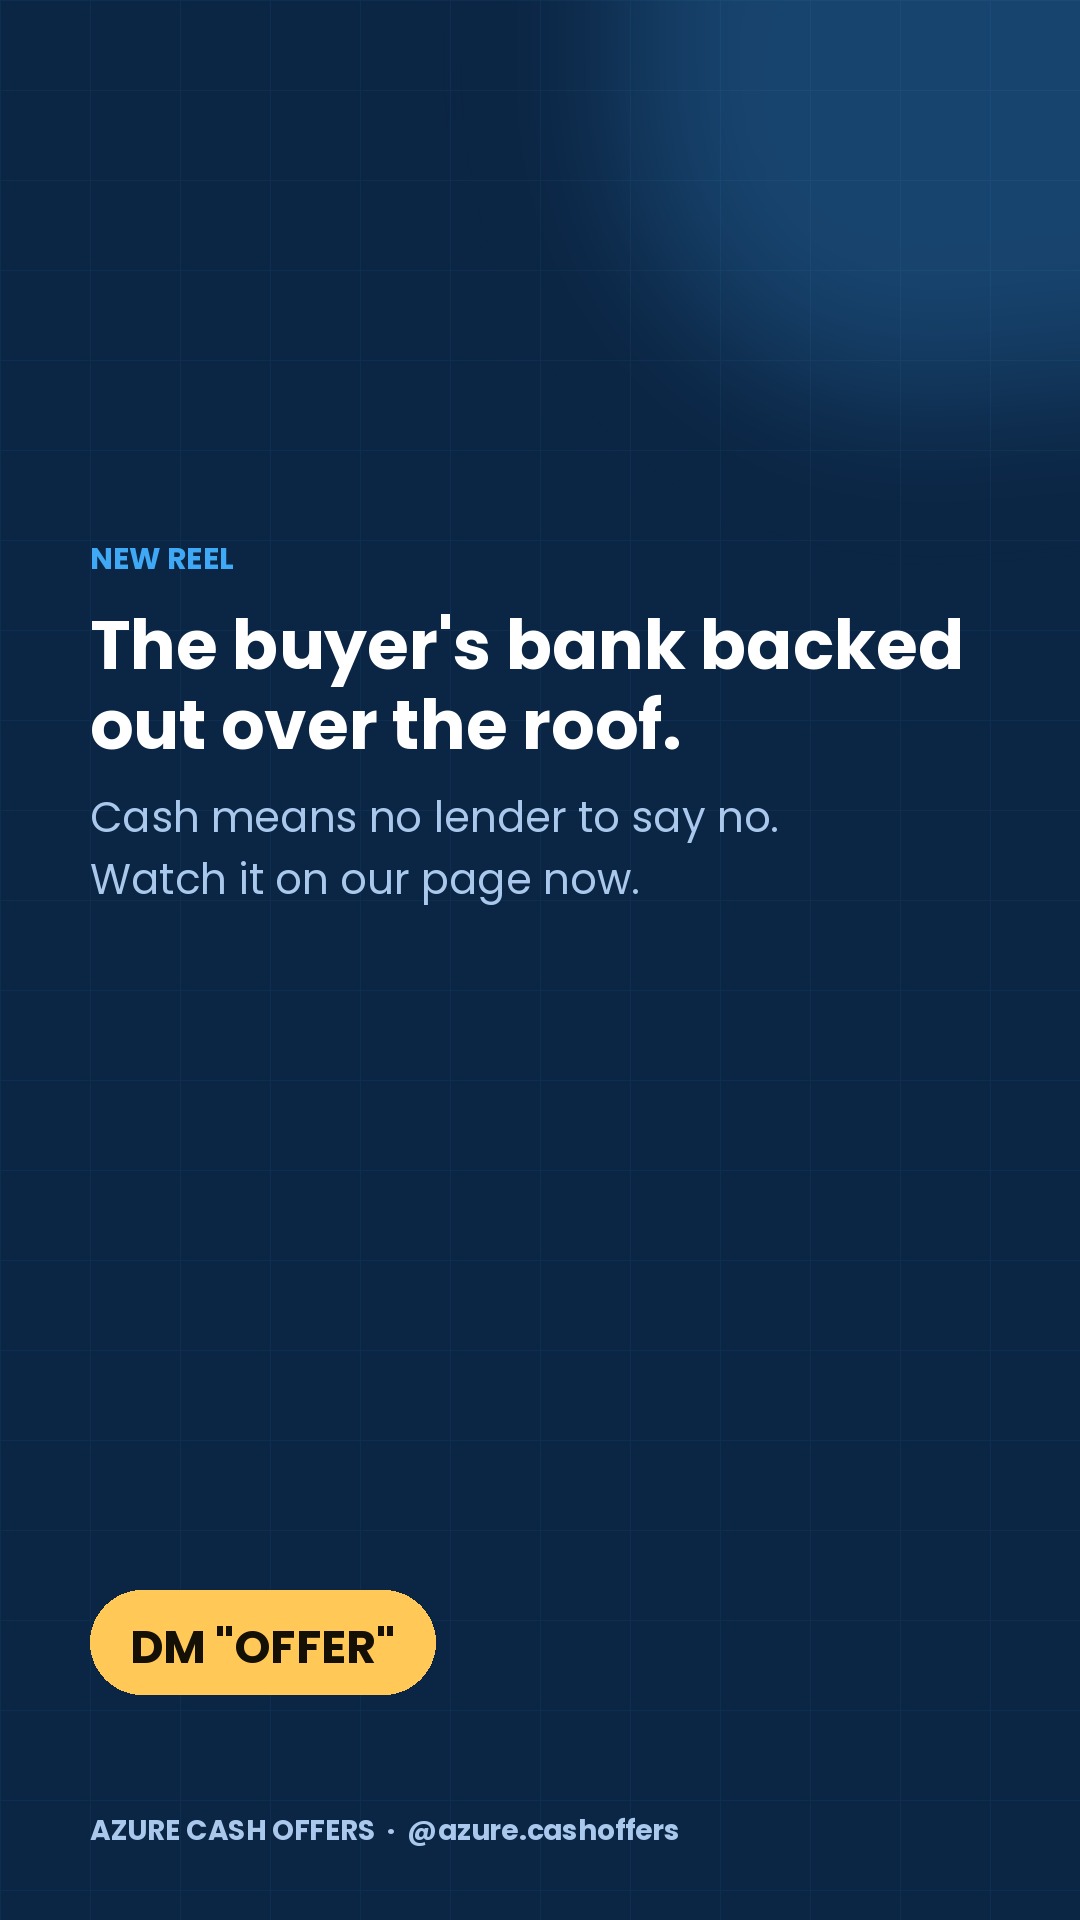 NEW REEL
The buyer's bank backed
out over the roof.
Cash means no lender to say no.
Watch it on our page now.
DM "OFFER"
AZURE CASH OFFERS · @azure.cashoffers